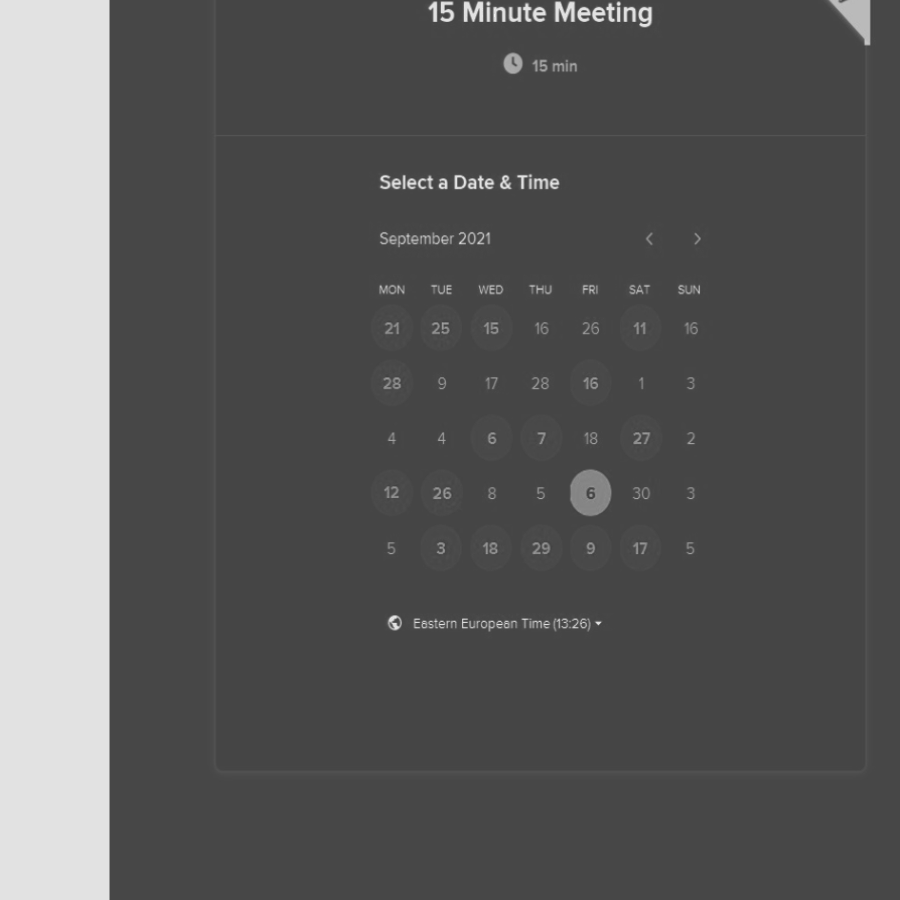 15 Minute Meeting
15 min
Select a Date & Time
September 2021
MON TUE WED THU FRI SAT SUN
21 25 15 16 26 11 16
28 9 17 28 16 1 3
4 4 6 7 18 27 2
12 26 8 5 6 30 3
5 3 18 29 9 17 5
Eastern European Time (13:26)